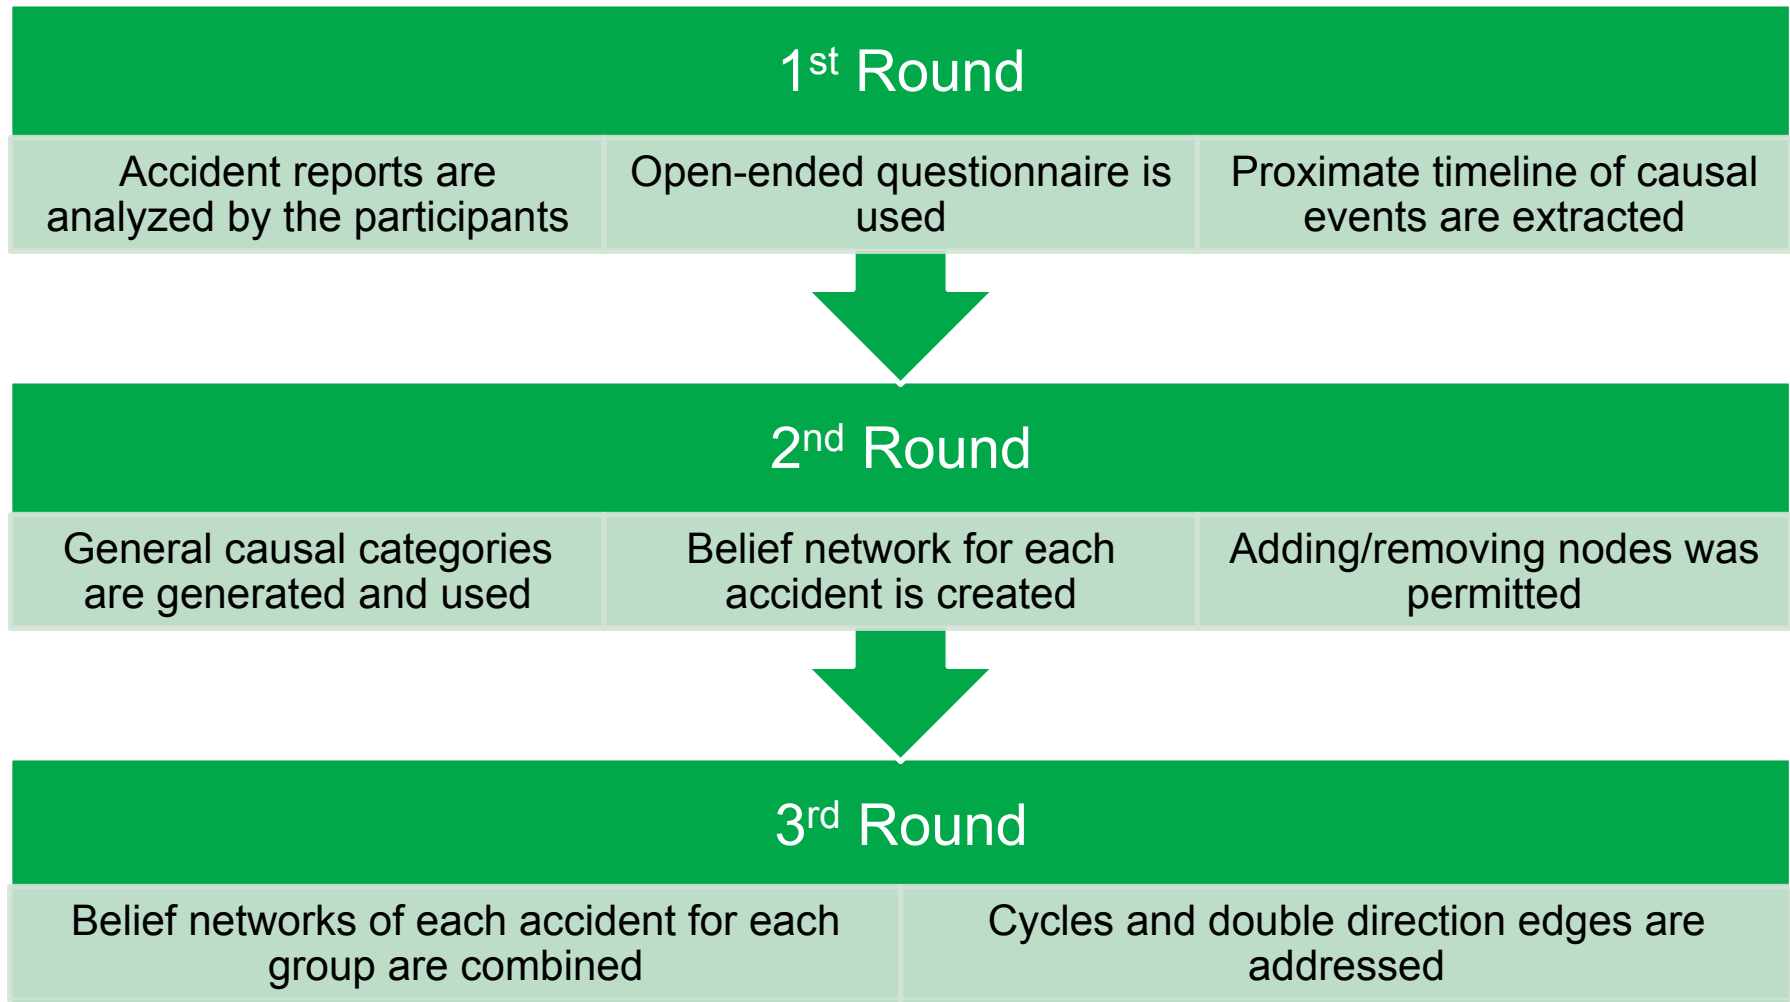 1st Round
Accident reports are
analyzed by the participants
Open-ended questionnaire is
used
Proximate timeline of causal
events are extracted
2nd Round
General causal categories
are generated and used
Belief network for each
accident is created
Adding/removing nodes was
permitted
3rd Round
Belief networks of each accident for each
group are combined
Cycles and double direction edges are
addressed